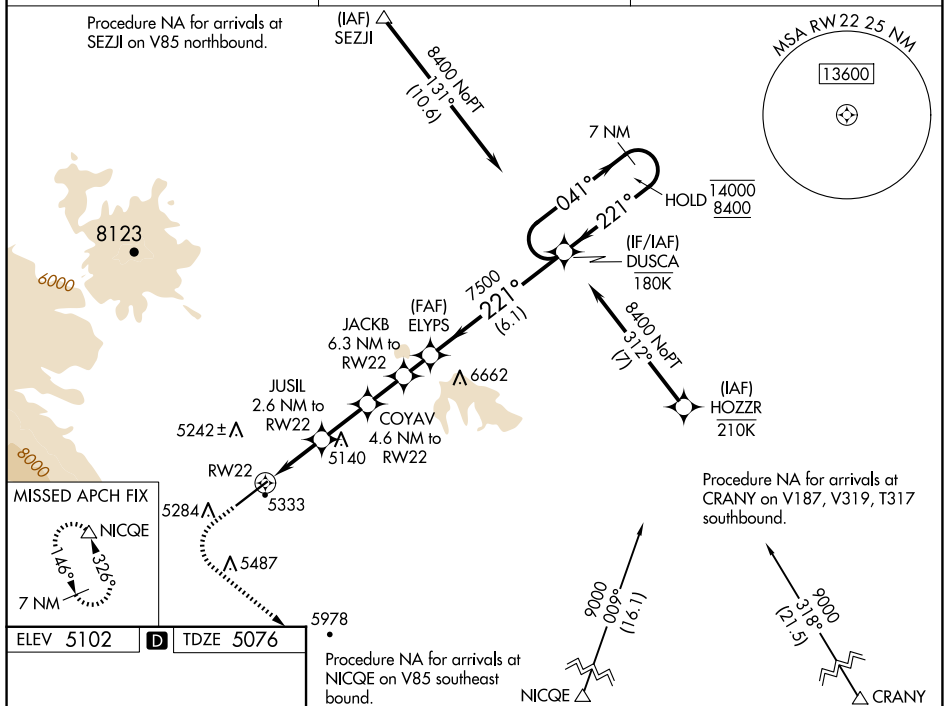 Procedure NA for arrivals at
SEZJI on V85 northbound.
(IAF)
SEZJI
8400 NoPT
131°
(10.6)
MSA RW 22 25 NM
13600
7 NM
041°
221°
HOLD
14000
8400
(IF/IAF)
DUSCA
180K
8123
6000
7500
221°
(6.1)
(FAF)
ELYPS
JACKB
6.3 NM to
RW22
8400 NoPT
312°
(7)
6662
(IAF)
HOZZR
210K
JUSIL
2.6 NM to
RW22
COYAV
4.6 NM to
RW22
5242±
5140
8000
RW22
5333
5284
5487
Procedure NA for arrivals at
CRANY on V187, V319, T317
southbound.
MISSED APCH FIX
NICQE
146°
326°
7 NM
5978
ELEV 5102
D
TDZE 5076
Procedure NA for arrivals at
NICQE on V85 southeast
bound.
9000
009°
(16.1)
NICQE
9000
318°
(21.5)
CRANY